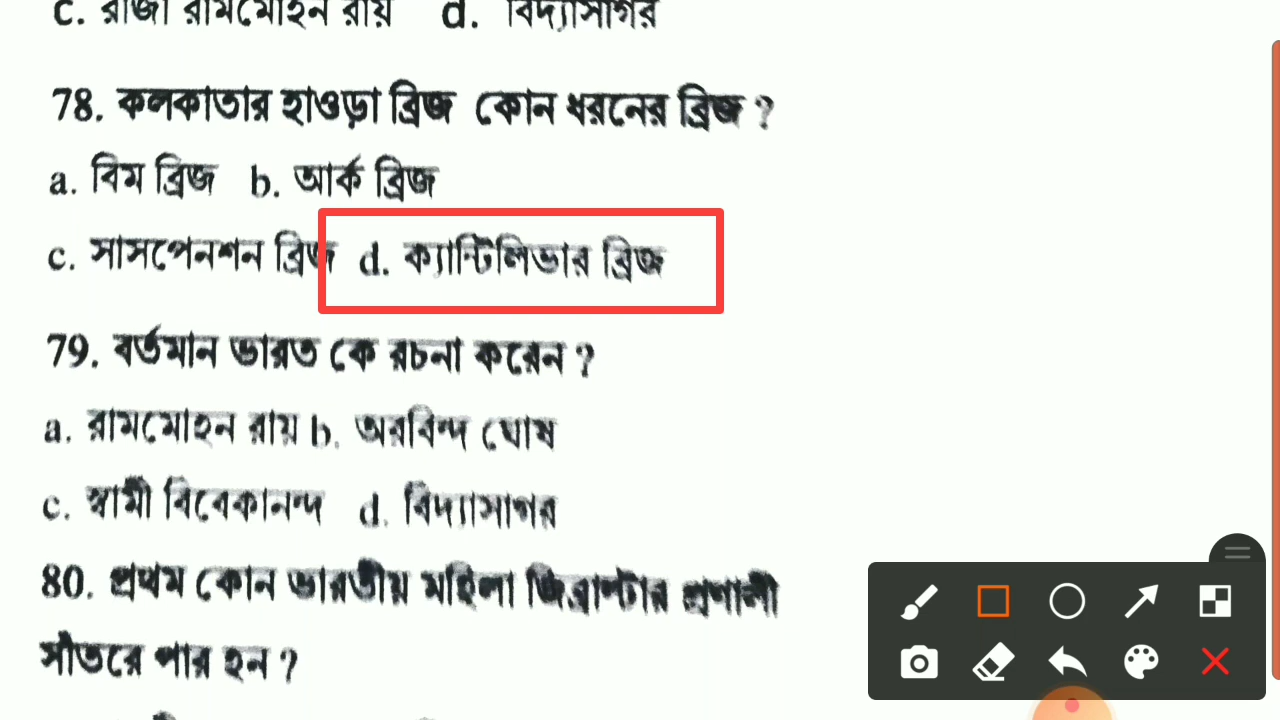 c. রাজা রামমোহন রায় d. বিদ্যাসাগর
78. কলকাতার হাওড়া ব্রিজ কোন ধরনের ব্রিজ ?
a. বিম ব্রিজ b. আর্ক ব্রিজ
c. সাসপেনশন ব্রিজ d. ক্যান্টিলিভার ব্রিজ
79. বর্তমান ভারত কে রচনা করেন ?
a. রামমোহন রায় b. অরবিন্দ ঘোষ
c. স্বামী বিবেকানন্দ d. বিদ্যাসাগর
80. প্রথম কোন ভারতীয় মহিলা জিব্রাল্টার প্রণালী
সাঁতরে পার হন ?